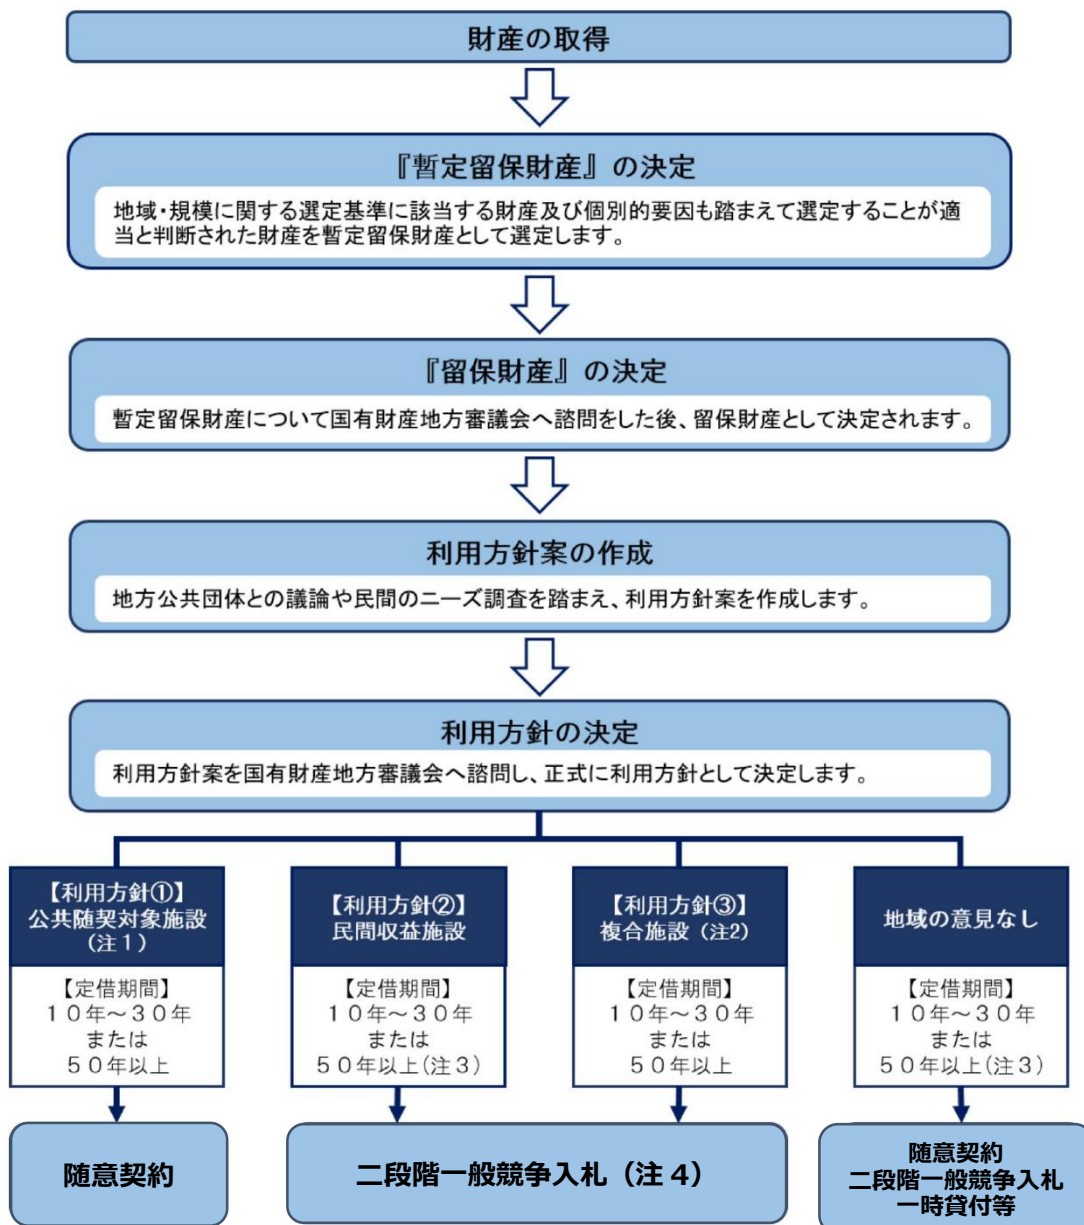 財産の取得
『暫定留保財産』の決定
地域・規模に関する選定基準に該当する財産及び個別的要因も踏まえて選定することが適
当と判断された財産を暫定留保財産として選定します。
『留保財産』の決定
暫定留保財産について国有財産地方審議会へ諮問をした後、留保財産として決定されます。
利用方針案の作成
地方公共団体との議論や民間のニーズ調査を踏まえ、利用方針案を作成します。
利用方針の決定
利用方針案を国有財産地方審議会へ諮問し、正式に利用方針として決定します。
【利用方針①】
公共随契対象施設
(注１)
【定借期間】
１０年～３０年
または
５０年以上
随意契約
【利用方針②】
民間収益施設
【定借期間】
１０年～３０年
または
５０年以上(注３)
【利用方針③】
複合施設（注2）
【定借期間】
１０年～３０年
または
５０年以上
二段階一般競争入札（注４）
地域の意見なし
【定借期間】
１０年～３０年
または
５０年以上(注３)
随意契約
二段階一般競争入札
一時貸付等